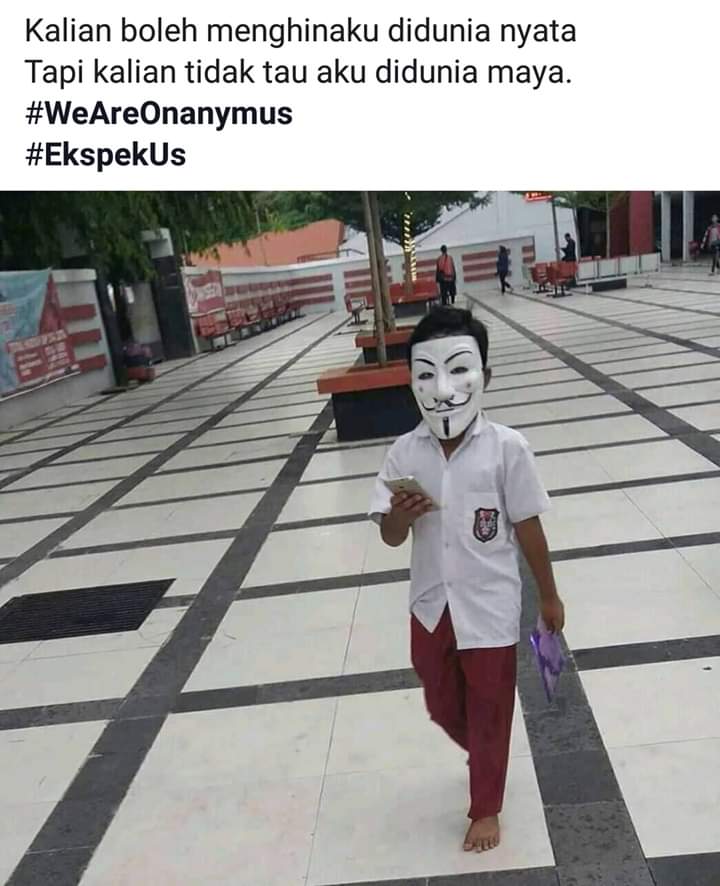 Kalian boleh menghinaku didunia nyata
Tapi kalian tidak tau aku didunia maya.
#WeAreOnanymus
#EkspekUs